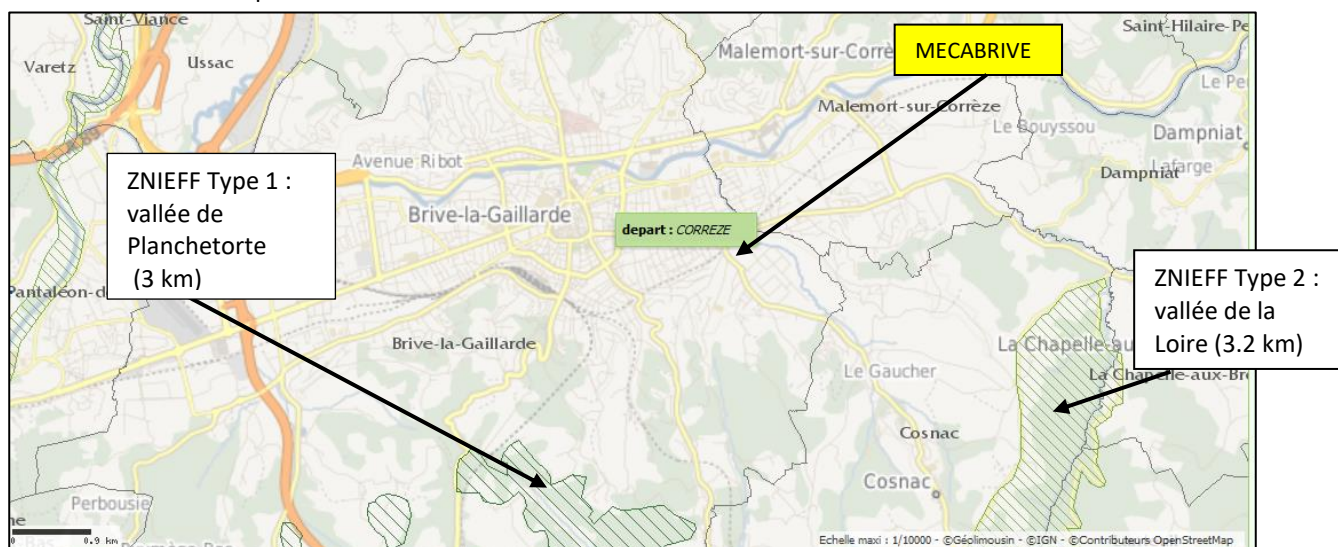 Saint-Viance
Saint-Hilaire-Pe
Varetz
Ussac
Malemort-sur-Corrèz
MECABRIVE
Le Pe
Malemort-sur-Corrèze
Le Bouyssou
Dampniat
Avenue Ribot
Lafarge
Dampniat
ZNIEFF Type 1 :
vallée de
Planchetorte
(3 km)
Brive-la-Gaillarde
depart : CORREZE
ZNIEFF Type 2 :
vallée de la
Loire (3.2 km)
Pantaléon-d
Brive-la-Gaillarde
La Chapelle-au
La Chapelle-aux-Br
Le Gaucher
Cosnac
Cosnac
Perbousie
0.9 km
Echelle maxi : 1/10000 - ©Géolimousin - ©IGN - ©Contributeurs OpenStreetMap